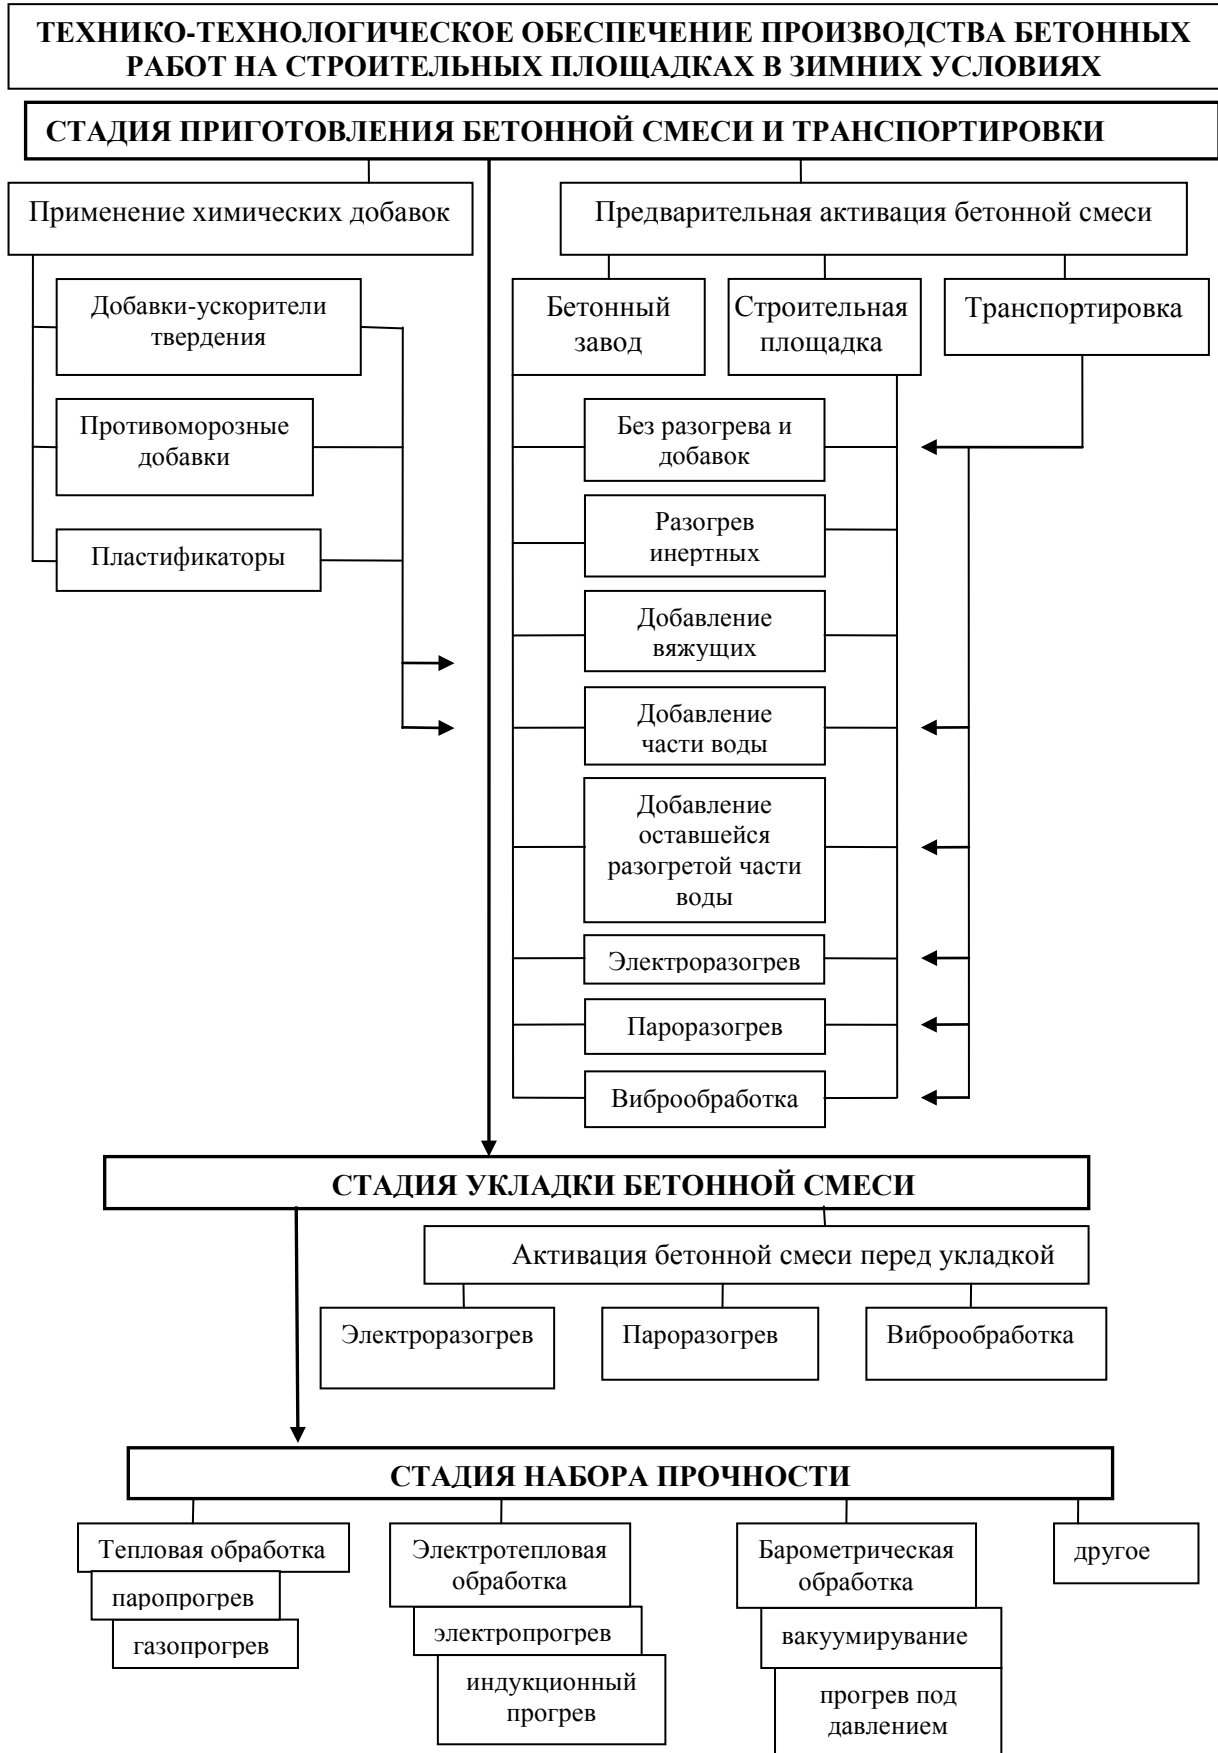 ТЕХНИКО-ТЕХНОЛОГИЧЕСКОЕ ОБЕСПЕЧЕНИЕ ПРОИЗВОДСТВА БЕТОННЫХ
РАБОТ НА СТРОИТЕЛЬНЫХ ПЛОЩАДКАХ В ЗИМНИХ УСЛОВИЯХ
СТАДИЯ ПРИГОТОВЛЕНИЯ БЕТОННОЙ СМЕСИ И ТРАНСПОРТИРОВКИ
Применение химических добавок
Добавки-ускорители
твердения
Противоморозные
добавки
Пластификаторы
Предварительная активация бетонной смеси
Бетонный
завод
Строительная
площадка
Транспортировка
Без разогрева и
добавок
Разогрев
инертных
Добавление
вяжущих
Добавление
части воды
Добавление
оставшейся
разогретой части
воды
Электроразогрев
Пароразогрев
Виброобработка
СТАДИЯ УКЛАДКИ БЕТОННОЙ СМЕСИ
Активация бетонной смеси перед укладкой
Электроразогрев
Пароразогрев
Виброобработка
СТАДИЯ НАБОРА ПРОЧНОСТИ
Тепловая обработка
паропрогрев
газопрогрев
Электротепловая
обработка
электропрогрев
индукционный
прогрев
Барометрическая
обработка
вакуумирувание
прогрев под
давлением
другое